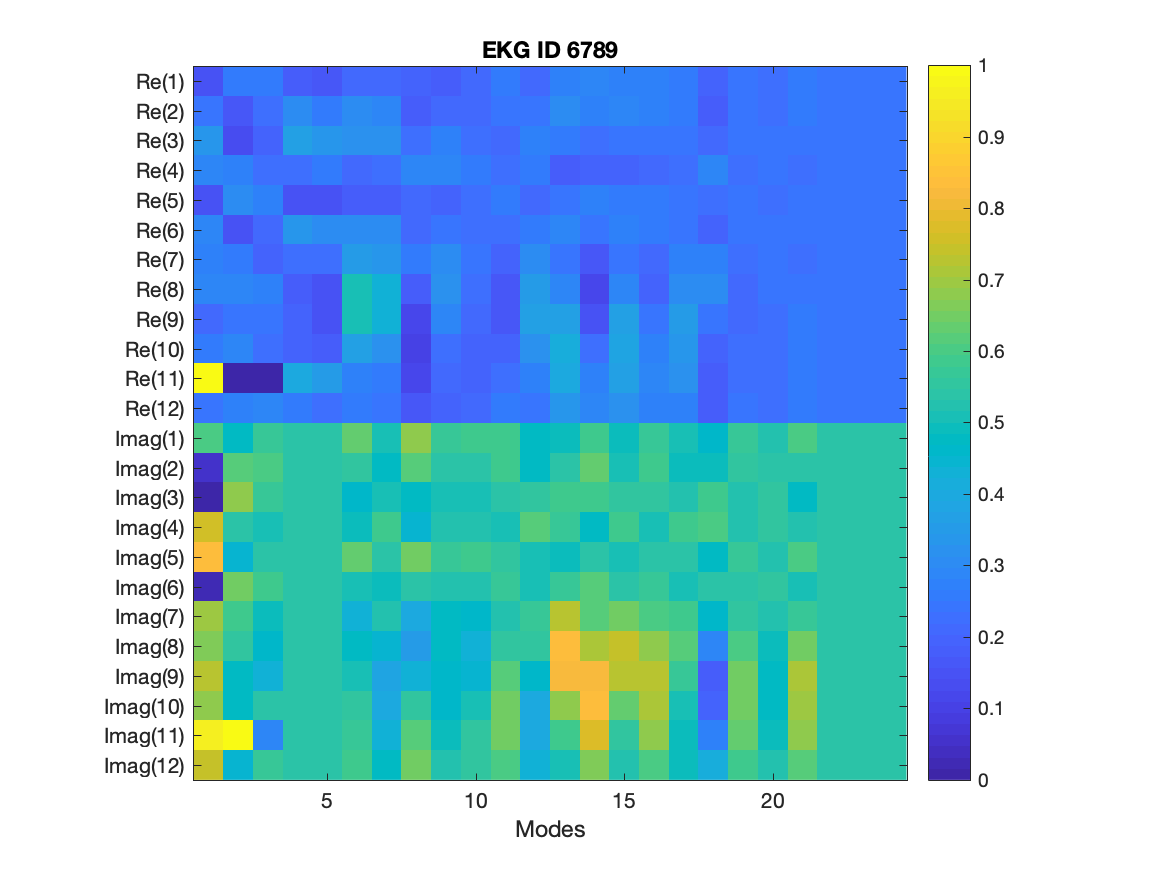 EKG ID 6789
Re(1)
Re(2)
Re(3)
Re(4)
Re(5)
Re(6)
Re(7)
Re(8)
Re(9)
Re(10)
Re(11)
Re(12)
Imag(1)
Imag(2)
Imag(3)
Imag(4)
Imag(5)
Imag(6)
Imag(7)
Imag(8)
Imag(9)
Imag(10)
Imag(11)
Imag(12)
5 10 15 20
Modes
1
0.9
0.8
0.7
0.6
0.5
0.4
0.3
0.2
0.1
0